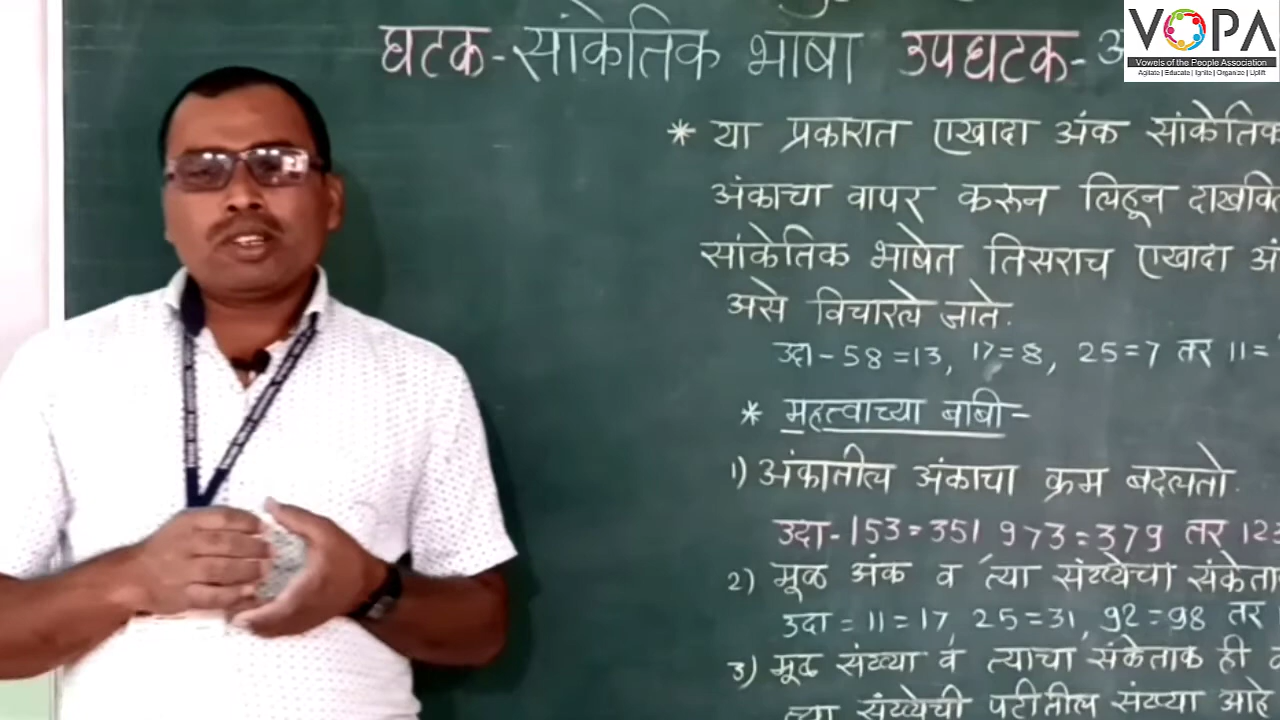 VOPA
Vowels of the People Association
Agitate | Educate | Ignite | Organize | Uplift
घटक-सांकेतिक भाषा उपघटक-
* या प्रकारात एखादा अंक सांकेतिक
अंकाचा वापर करून लिहून
सांकेतिक भाषेत तिसराच एखादा
असे विचारले जाते.
उदा-58=13, 17=8, 25=7 तर 11=
* महत्वाच्या बाबी-
1) अंकातील अंकाचा क्रम बदलतो.
उदा-153=351, 973=379 तर
2) मूळ अंक व त्या संख्येचा
उदा = 11=17, 25=31, 92=98 तर
3) मूळ संख्या व त्याचा संकेतांक ही
त्या संख्येची पटीतील संख्या आहे